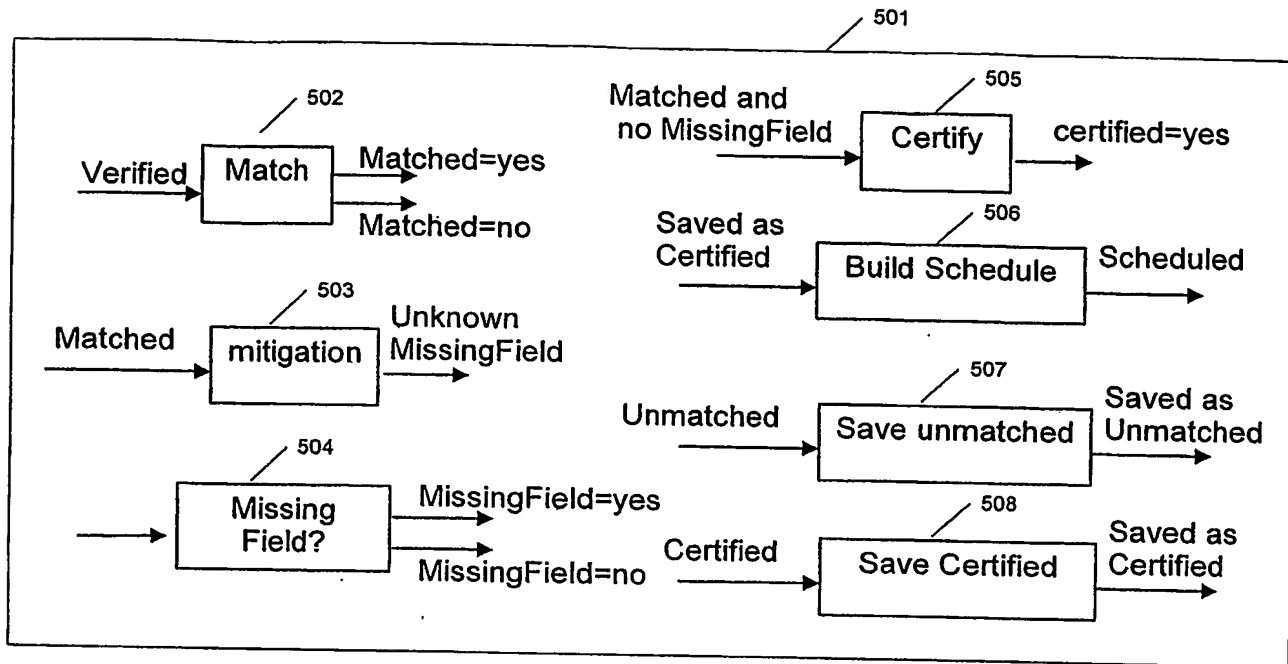 501
502
Verified
Match
Matched=yes
Matched=no
503
Matched
mitigation
Unknown
MissingField
504
Missing
Field?
MissingField=yes
MissingField=no
Matched and
no MissingField
505
Certify
certified=yes
Saved as
Certified
506
Build Schedule
Scheduled
507
Unmatched
Save unmatched
Saved as
Unmatched
508
Certified
Save Certified
Saved as
Certified